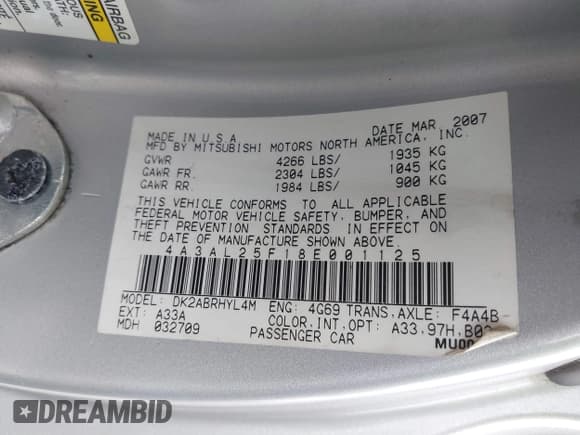 AIRBAG
MADE IN U.S.A. DATE MAR. 2007
MFD BY MITSUBISHI MOTORS NORTH AMERICA, INC.
GVWR 4266 LBS/ 1935 KG
GAWR FR. 2304 LBS/ 1045 KG
GAWR RR. 1984 LBS/ 900 KG
THIS VEHICLE CONFORMS TO ALL APPLICABLE
FEDERAL MOTOR VEHICLE SAFETY, BUMPER, AND
THEFT PREVENTION STANDARDS IN EFFECT ON
THE DATE OF MANUFACTURE SHOWN ABOVE.
4A3AL25F18E001125
MODEL: DK2ABRHYL4M ENG: 4G69 TRANS.AXLE: F4A4B
EXT: A33A COLOR,INT,OPT: A33.97H.B03
MDH 032709 PASSENGER CAR
MU00
DREAMBID